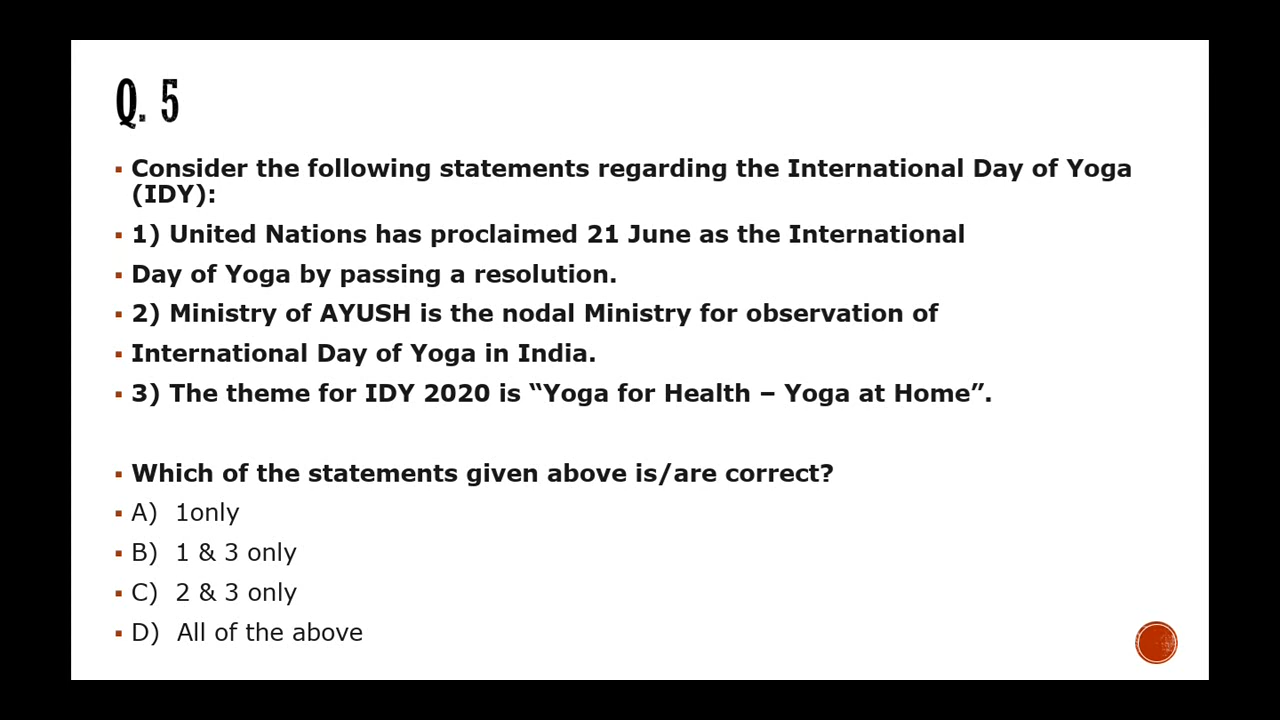 Q. 5
▪ Consider the following statements regarding the International Day of Yoga
(IDY):
▪ 1) United Nations has proclaimed 21 June as the International
▪ Day of Yoga by passing a resolution.
▪ 2) Ministry of AYUSH is the nodal Ministry for observation of
▪ International Day of Yoga in India.
▪ 3) The theme for IDY 2020 is “Yoga for Health – Yoga at Home”.
▪ Which of the statements given above is/are correct?
▪ A) 1only
▪ B) 1 & 3 only
▪ C) 2 & 3 only
▪ D) All of the above